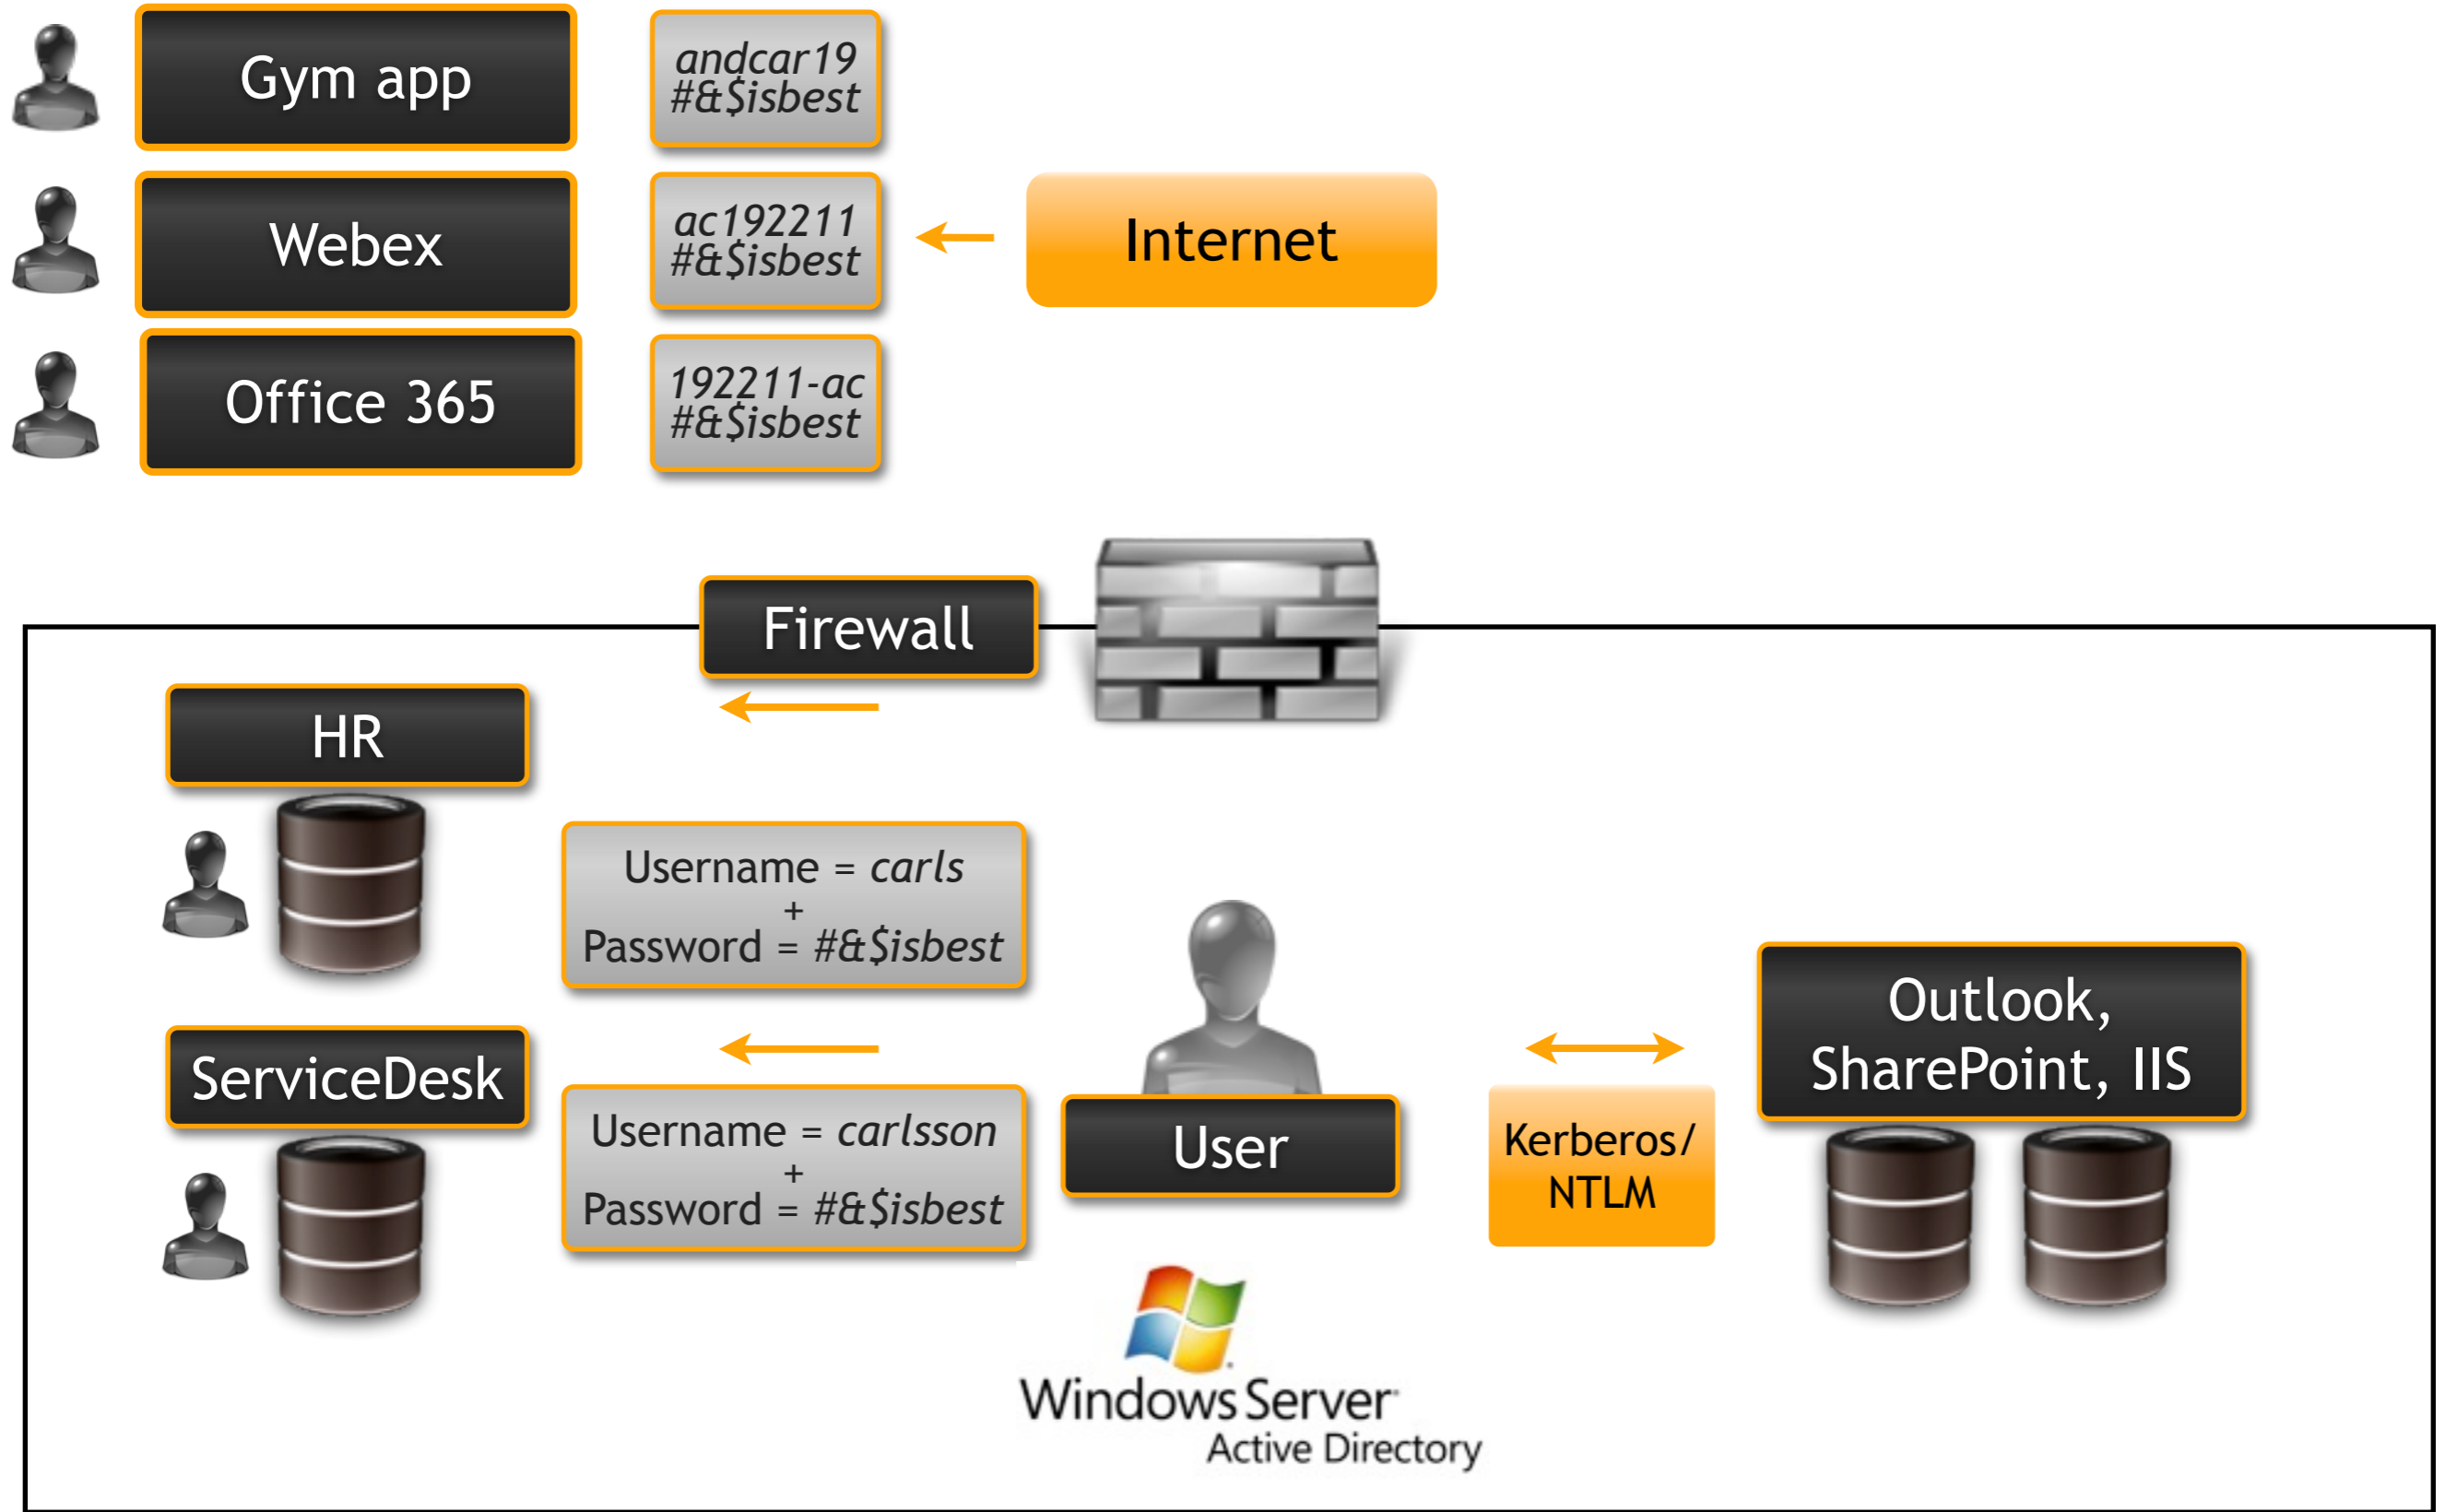 Gym app
andcar19
#&$isbest
Webex
ac192211
#&$isbest
Internet
Office 365
192211-ac
#&$isbest
Firewall
HR
Username = carls
+
Password = #&$isbest
ServiceDesk
Username = carlsson
+
Password = #&$isbest
User
Kerberos/
NTLM
Outlook,
SharePoint, IIS
Windows Server
Active Directory